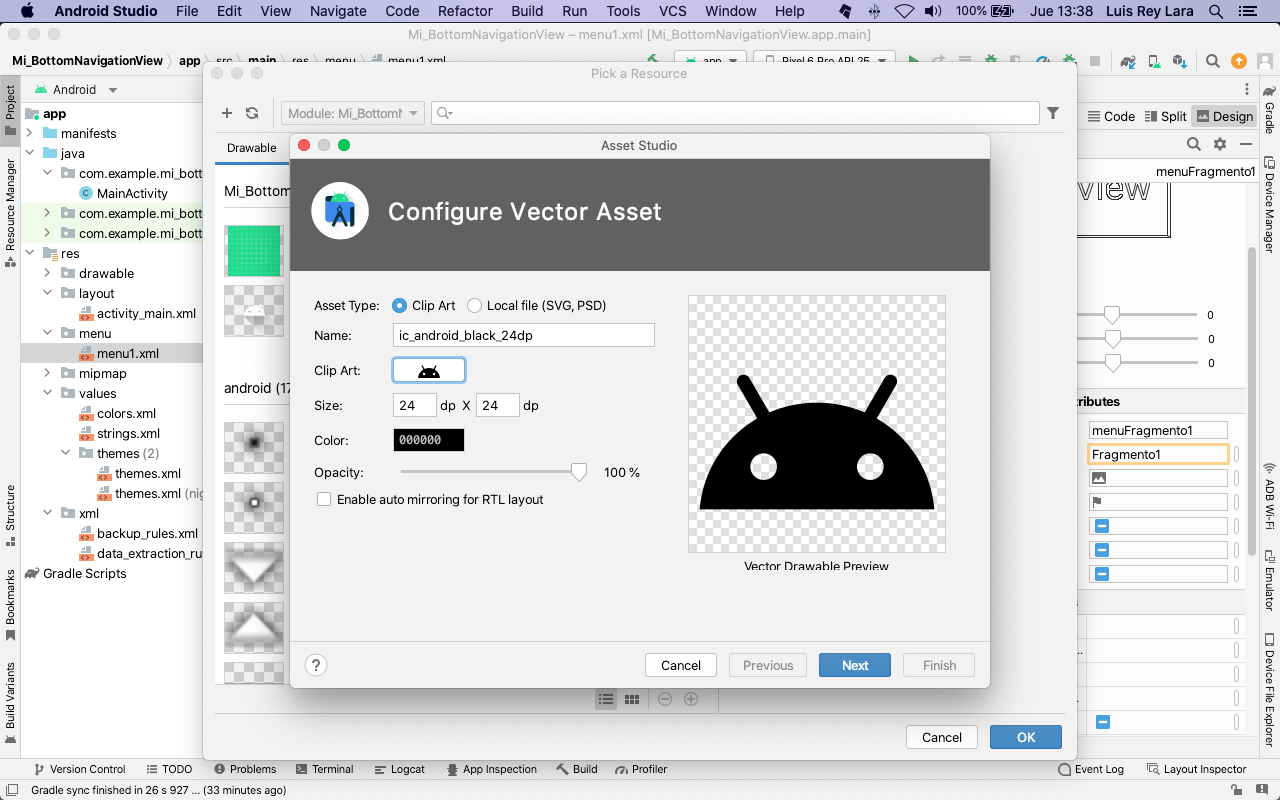 Android Studio File Edit View Navigate Code Refactor Build Run Tools VCS Window Help 100% Jue 13:38 Luis Rey Lara
Mi_BottomNavigationView – menu1.xml [Mi_BottomNavigationView.app.main]
Mi_BottomNavigationView app src main res menu menu1.xml app Pixel 6 Pro API 25
Pick a Resource
Project
Resource Manager
Structure
Bookmarks
Build Variants
Android
app
manifests
java
com.example.mi_bott
MainActivity
com.example.mi_bott
com.example.mi_bott
res
drawable
layout
activity_main.xml
menu
menu1.xml
mipmap
values
colors.xml
strings.xml
themes (2)
themes.xml
themes.xml (nig
xml
backup_rules.xml
data_extraction_ru
Gradle Scripts
Module: Mi_Bottom
Drawable
Mi_Bottom
android (17
Asset Studio
Configure Vector Asset
Asset Type: Clip Art Local file (SVG, PSD)
Name: ic_android_black_24dp
Clip Art:
Size: 24 dp X 24 dp
Color: 000000
Opacity: 100 %
Enable auto mirroring for RTL layout
Vector Drawable Preview
? Cancel Previous Next Finish
Cancel OK
Code Split Design
menuFragmento1
View
0
0
0
ributes
menuFragmento1
Fragmento1
Gradle
Device Manager
ADB Wi-Fi
Emulator
Device File Explorer
Version Control TODO Problems Terminal Logcat App Inspection Build Profiler Event Log Layout Inspector
Gradle sync finished in 26 s 927 ... (33 minutes ago)